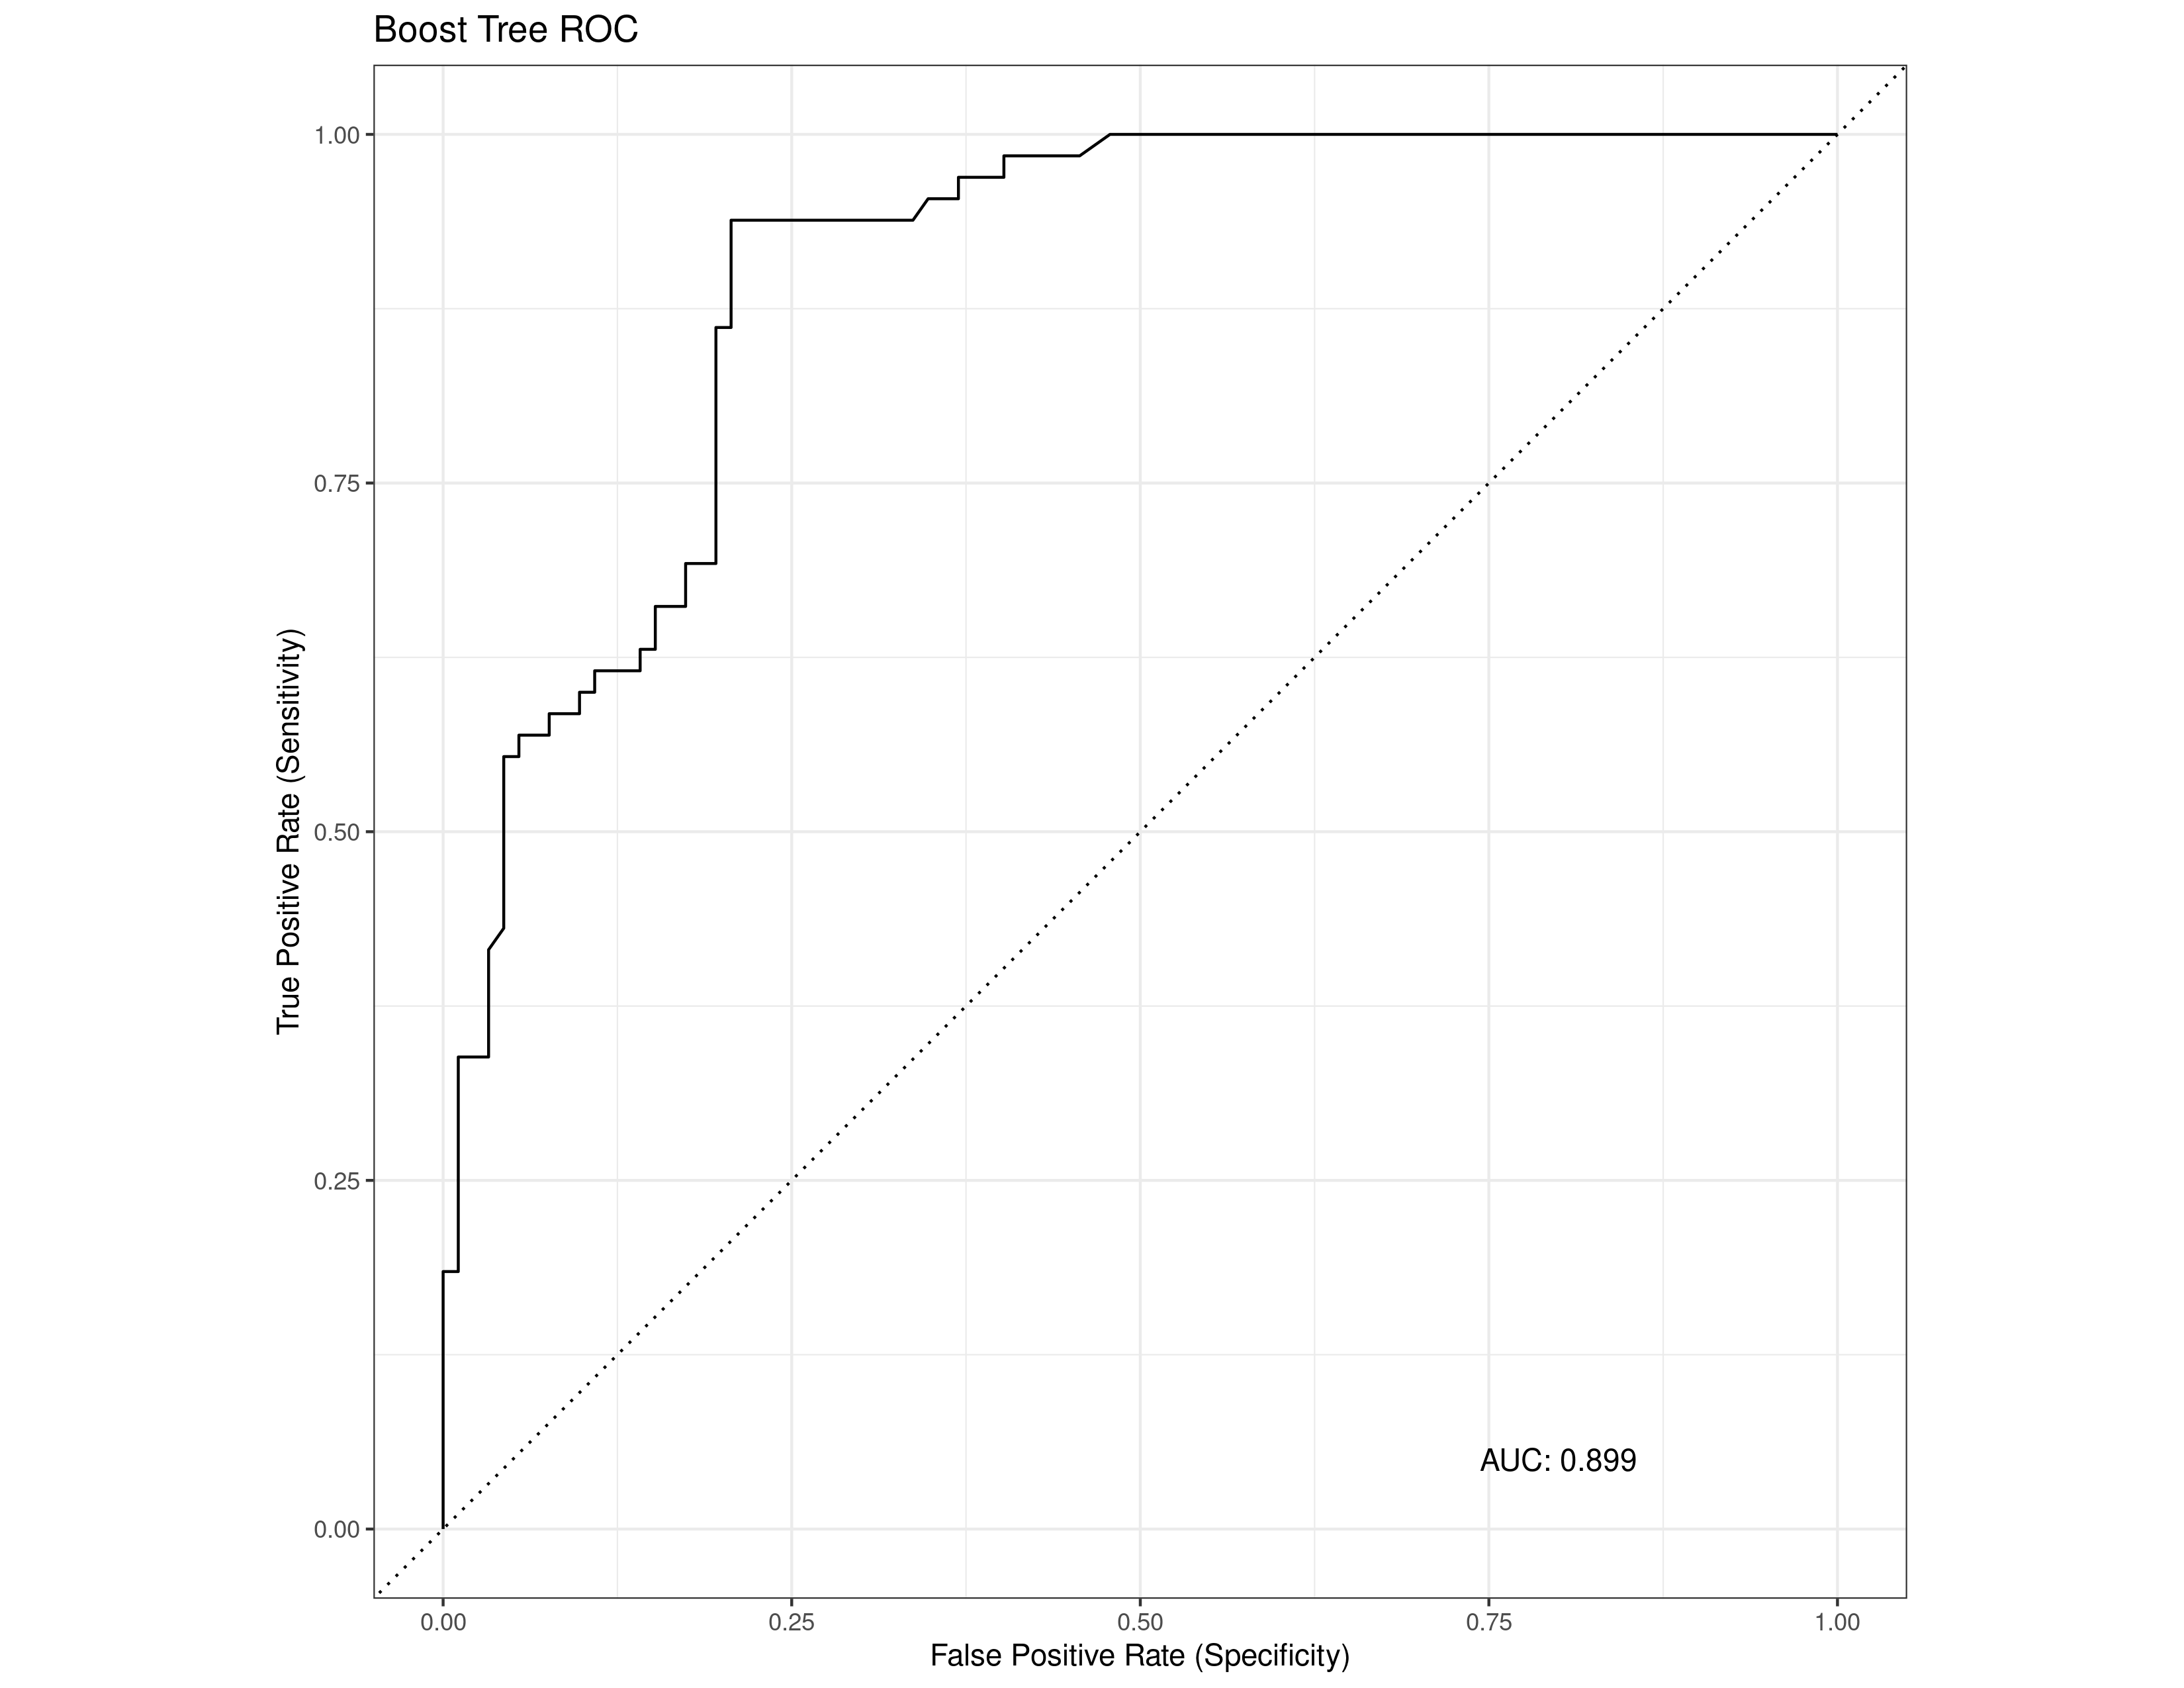 Boost Tree ROC
1.00
0.75
0.50
0.25
0.00
True Positive Rate (Sensitivity)
AUC: 0.899
0.00 0.25 0.50 0.75 1.00
False Positive Rate (Specificity)